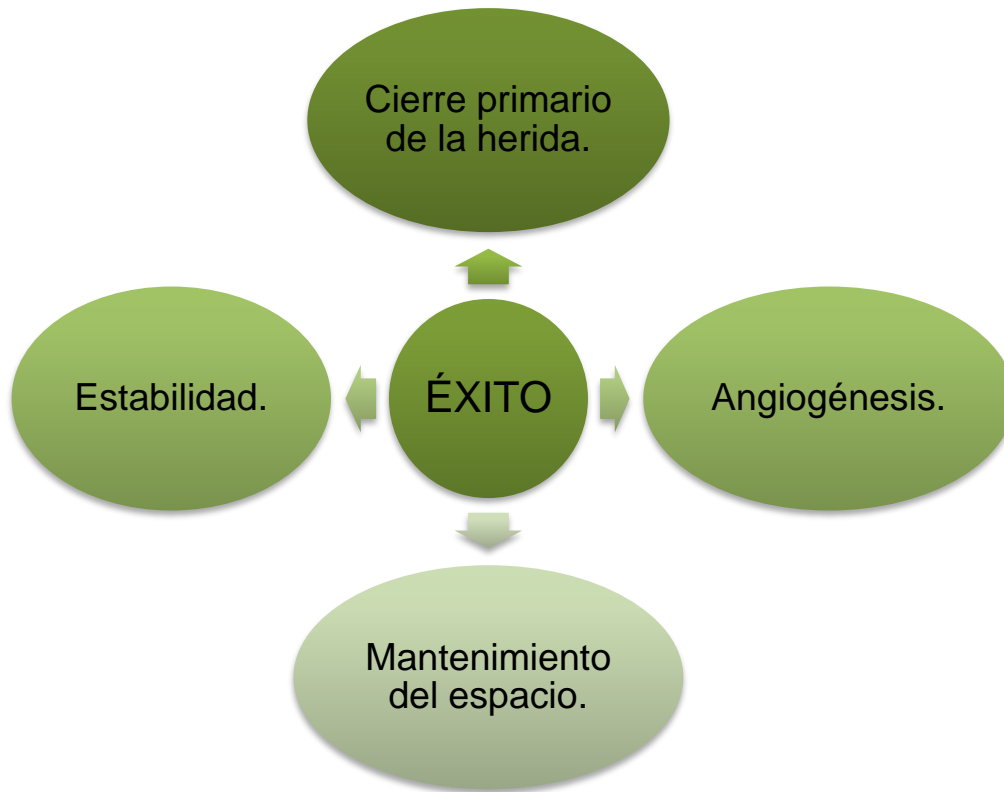 Cierre primario
de la herida.
Estabilidad.
ÉXITO
Angiogénesis.
Mantenimiento
del espacio.